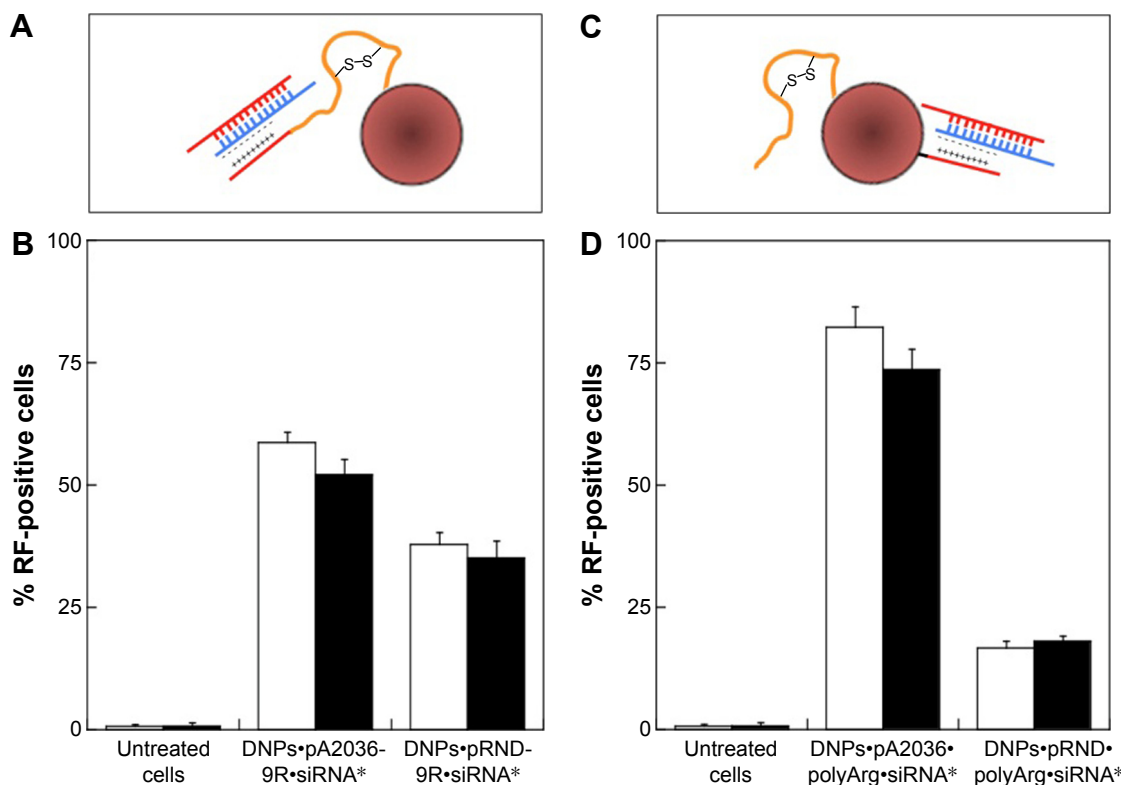 A
S–S
+++++++++
B
100
75
50
25
0
% RF-positive cells
Untreated
cells
DNPs•pA2036-
9R•siRNA*
DNPs•pRND-
9R•siRNA*
C
S–S
+++++++++
D
100
75
50
25
0
% RF-positive cells
Untreated
cells
DNPs•pA2036•
polyArg•siRNA*
DNPs•pRND•
polyArg•siRNA*